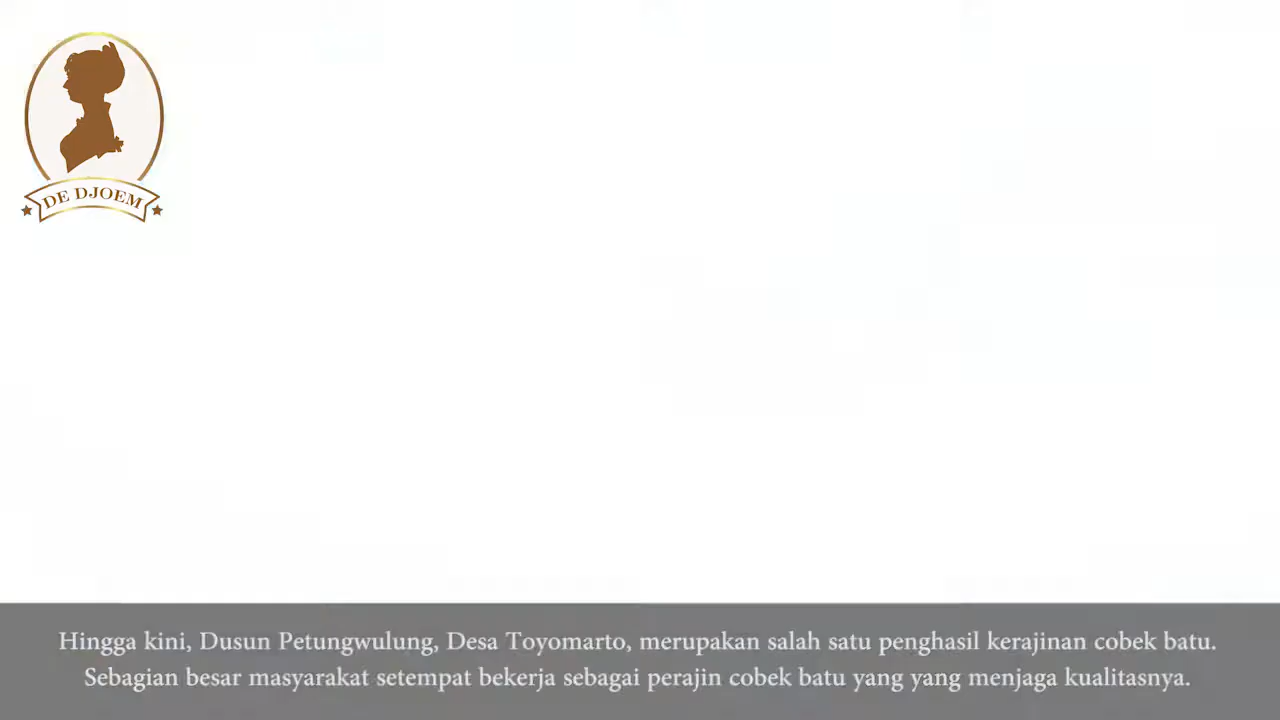 DE DJOEM
Hingga kini, Dusun Petungwulung, Desa Toyomarto, merupakan salah satu penghasil kerajinan cobek batu.
Sebagian besar masyarakat setempat bekerja sebagai perajin cobek batu yang yang menjaga kualitasnya.